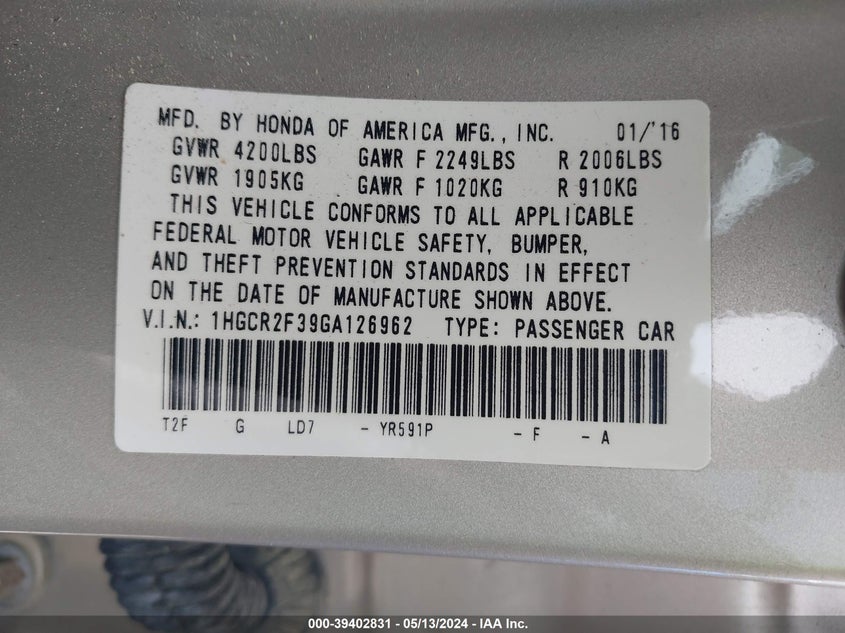 MFD. BY HONDA OF AMERICA MFG., INC. 01/'16
GVWR 4200LBS GAWR F 2249LBS R 2006LBS
GVWR 1905KG GAWR F 1020KG R 910KG
THIS VEHICLE CONFORMS TO ALL APPLICABLE
FEDERAL MOTOR VEHICLE SAFETY, BUMPER,
AND THEFT PREVENTION STANDARDS IN EFFECT
ON THE DATE OF MANUFACTURE SHOWN ABOVE.
V.I.N.: 1HGCR2F39GA126962 TYPE: PASSENGER CAR
T2F G LD7 - YR591P - F - A
000-39402831 - 05/13/2024 - IAA Inc.